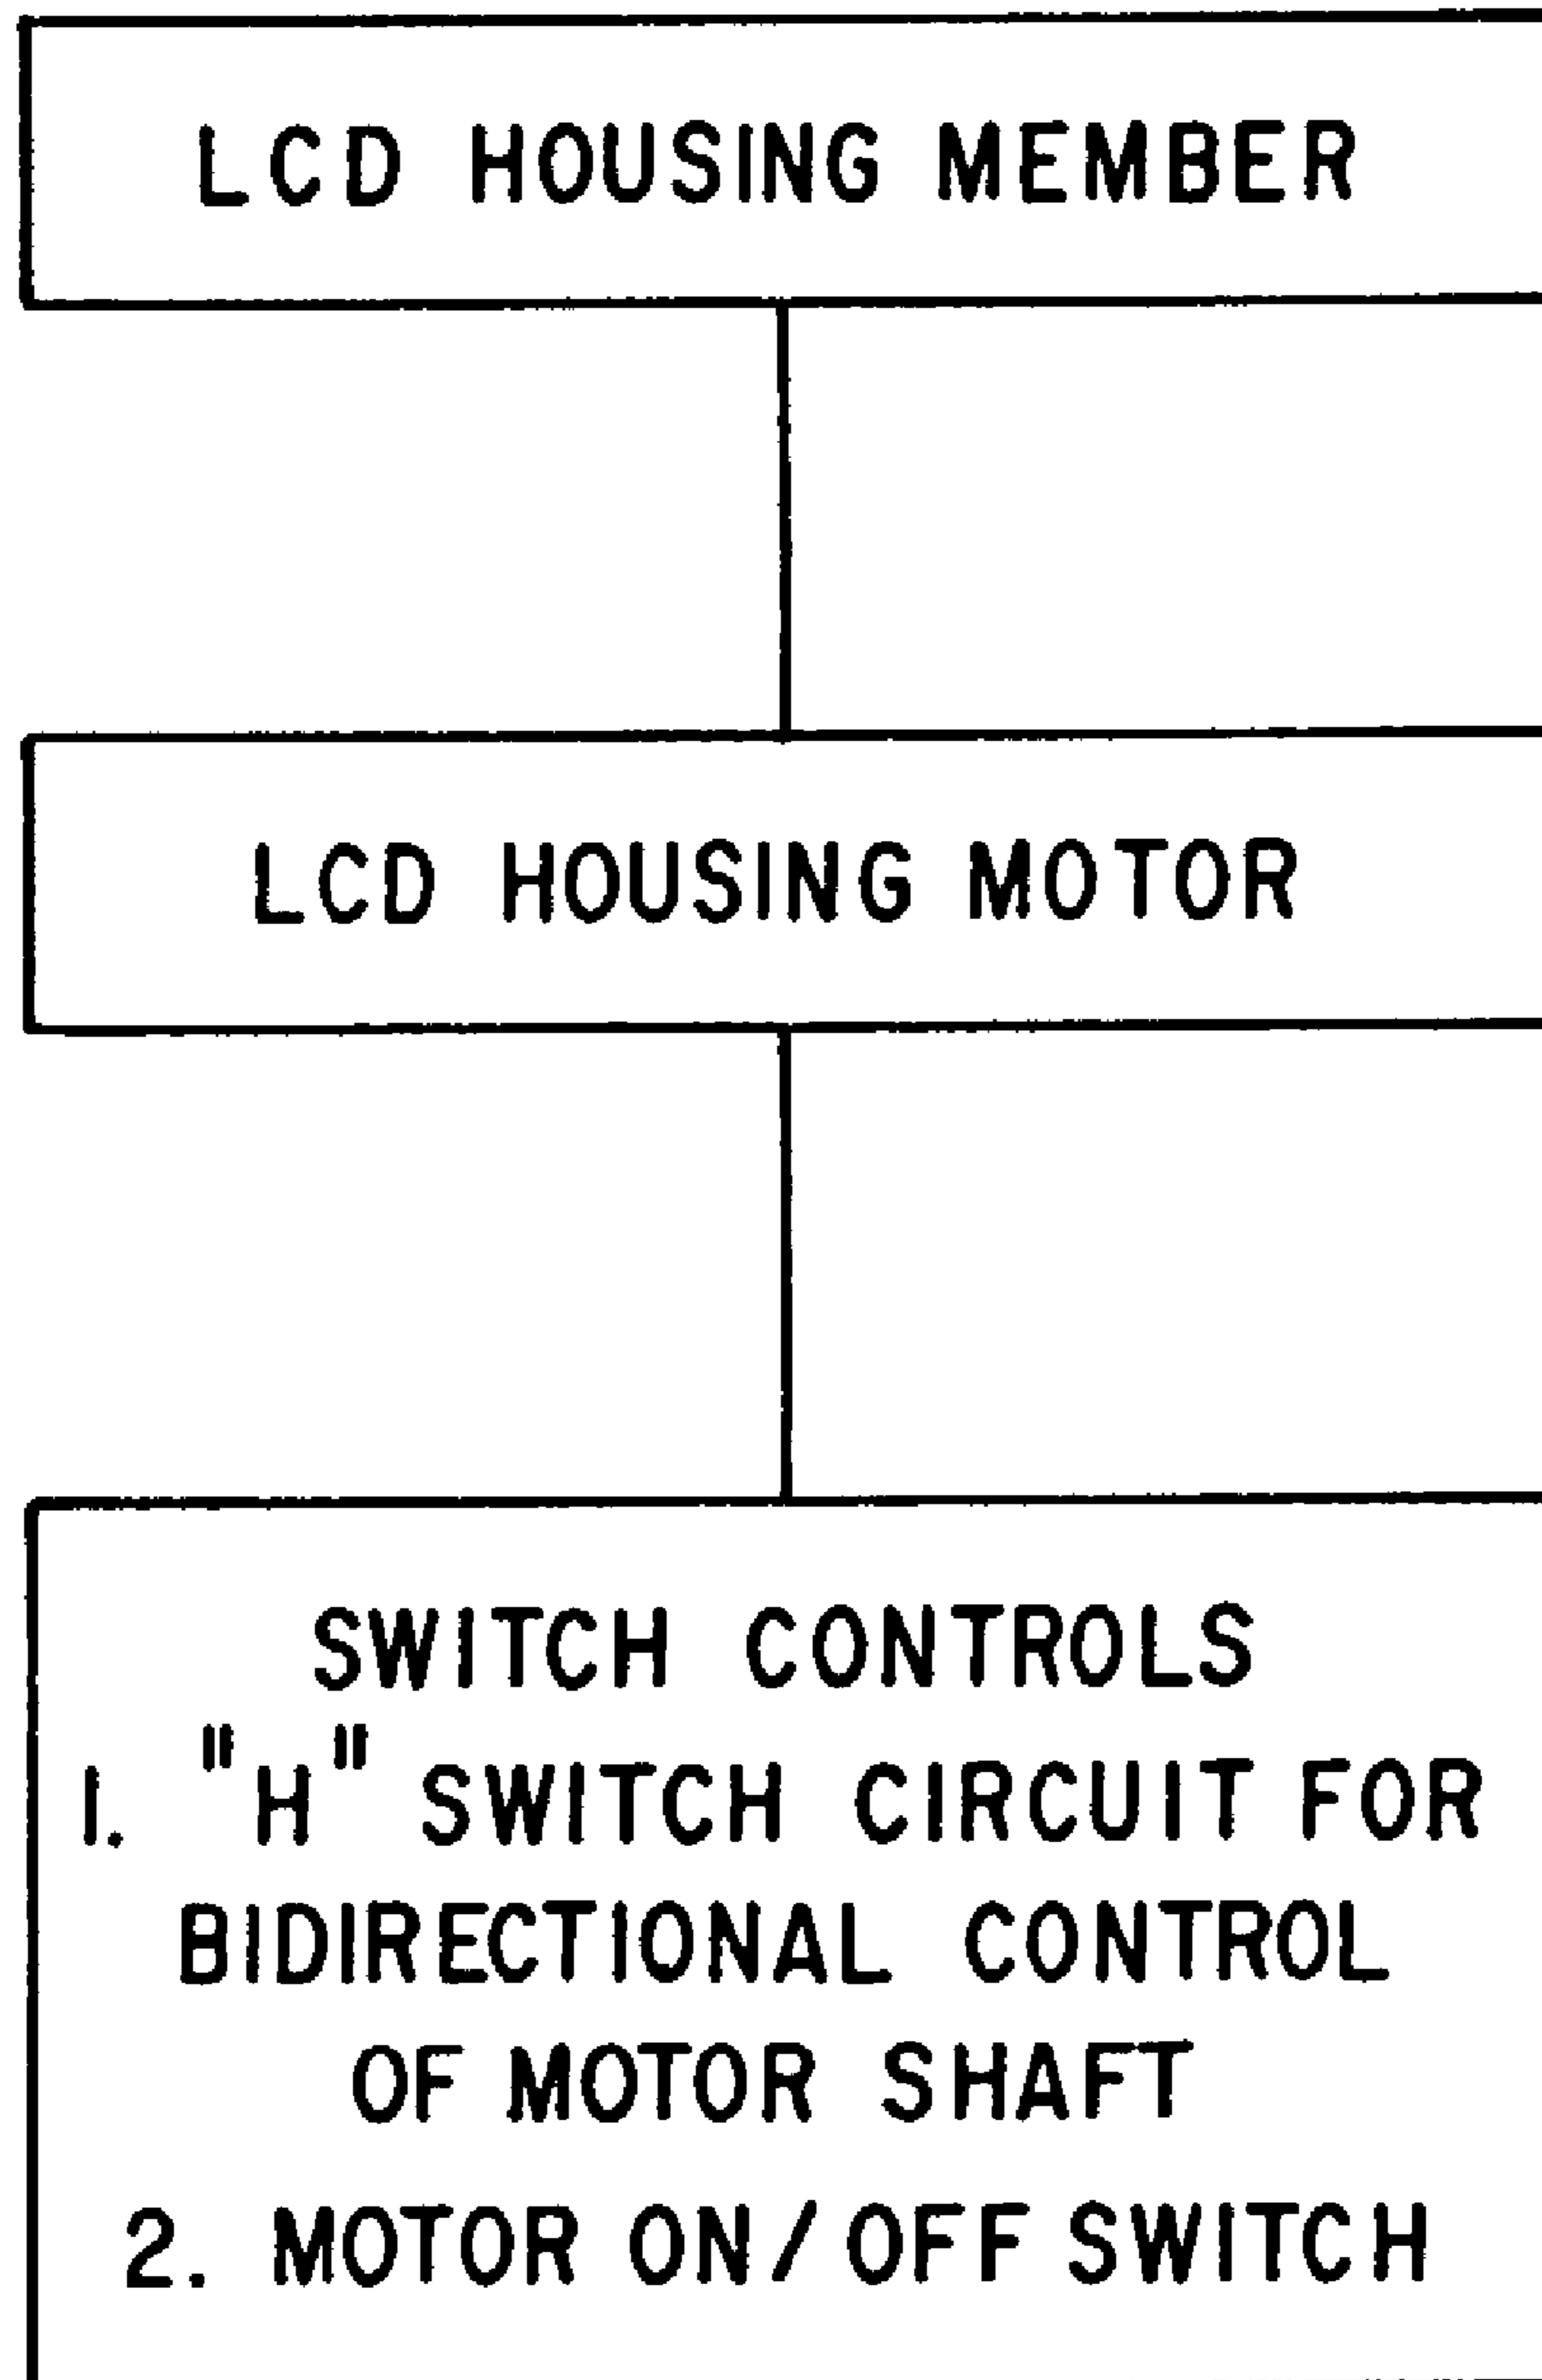 LCD HOUSING MEMBER
LCD HOUSING MOTOR
SWITCH CONTROLS
1. "H" SWITCH CIRCUIT FOR
BIDIRECTIONAL CONTROL
OF MOTOR SHAFT
2. MOTOR ON/OFF SWITCH